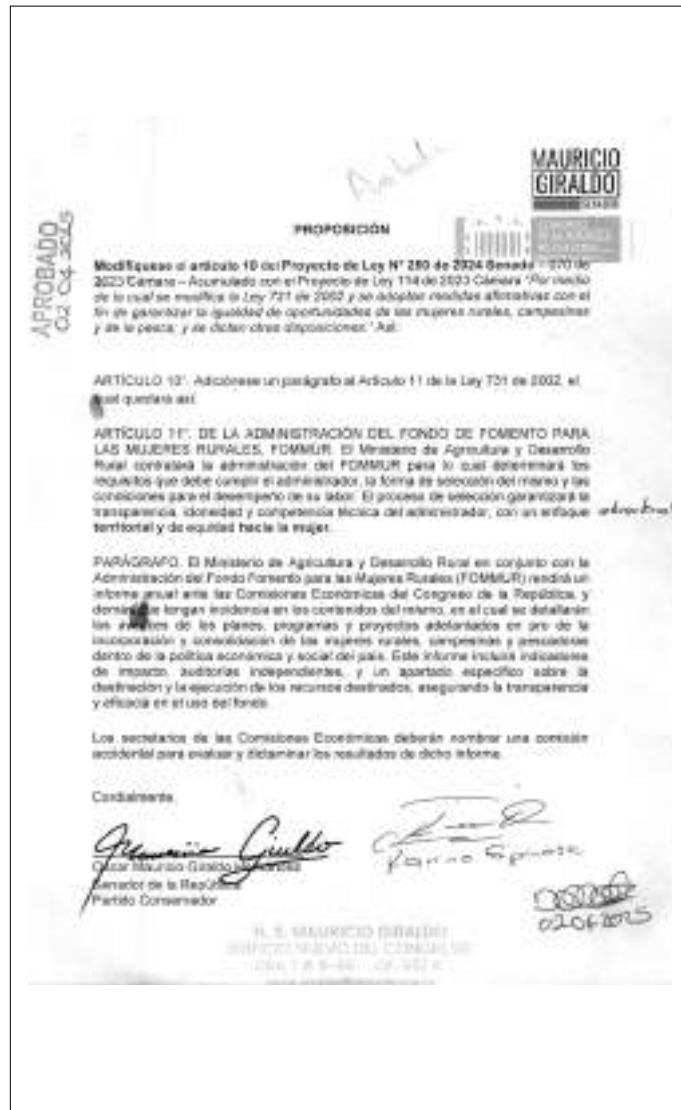 MAURICIO
GIRALDO
SENADOR
APROBADO
PROPOSICIÓN
Modifíquese el artículo 10 del Proyecto de Ley N° 280 de 2024 Senado – 070 de
2023 Cámara – Acumulado con el Proyecto de Ley 114 de 2023 Cámara "Por medio
de la cual se modifica la Ley 731 de 2002 y se adoptan medidas afirmativas con el
fin de garantizar la igualdad de oportunidades de las mujeres rurales, campesinas
y de la pesca; y se dictan otras disposiciones." Así:
ARTÍCULO 10°. Adiciónese un parágrafo al Artículo 11 de la Ley 731 de 2002, el
cual quedará así:
ARTÍCULO 11°. DE LA ADMINISTRACIÓN DEL FONDO DE FOMENTO PARA
LAS MUJERES RURALES, FOMMUR. El Ministerio de Agricultura y Desarrollo
Rural contratará la administración del FOMMUR para lo cual determinará los
requisitos que debe cumplir el administrador, la forma de selección del mismo y las
condiciones para el desempeño de su labor. El proceso de selección garantizará la
transparencia, idoneidad y competencia técnica del administrador, con un enfoque
territorial y de equidad hacia la mujer.
PARÁGRAFO. El Ministerio de Agricultura y Desarrollo Rural en conjunto con la
Administración del Fondo Fomento para las Mujeres Rurales (FOMMUR) rendirá un
informe anual ante las Comisiones Económicas del Congreso de la República, y
demás que tengan incidencia en los contenidos del mismo, en el cual se detallarán
los avances de los planes, programas y proyectos adelantados en pro de la
incorporación y consolidación de las mujeres rurales, campesinas y pescadoras
dentro de la política económica y social del país. Este informe incluirá indicadores
de impacto, auditorías independientes, y un apartado específico sobre la
destinación y la ejecución de los recursos destinados, asegurando la transparencia
y eficacia en el uso del fondo.
Los secretarios de las Comisiones Económicas deberán nombrar una comisión
accidental para evaluar y dictaminar los resultados de dicho informe.
Cordialmente,
Oscar Mauricio Giraldo
Senador de la República
Partido Conservador
H. S. MAURICIO GIRALDO
EDIFICIO NUEVO DEL CONGRESO